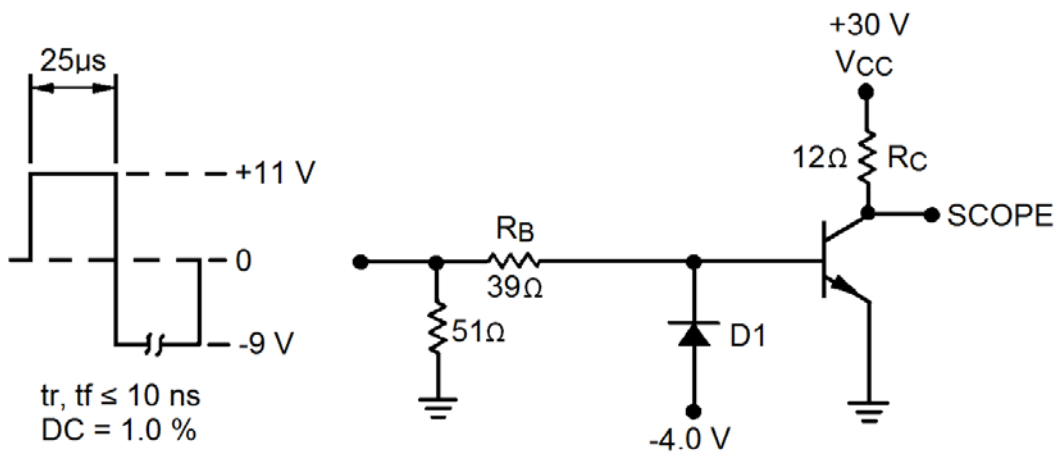 25μs
+11 V
0
-9 V
tr, tf ≤ 10 ns
DC = 1.0 %
RB
39Ω
51Ω
D1
-4.0 V
+30 V
VCC
12Ω
RC
SCOPE